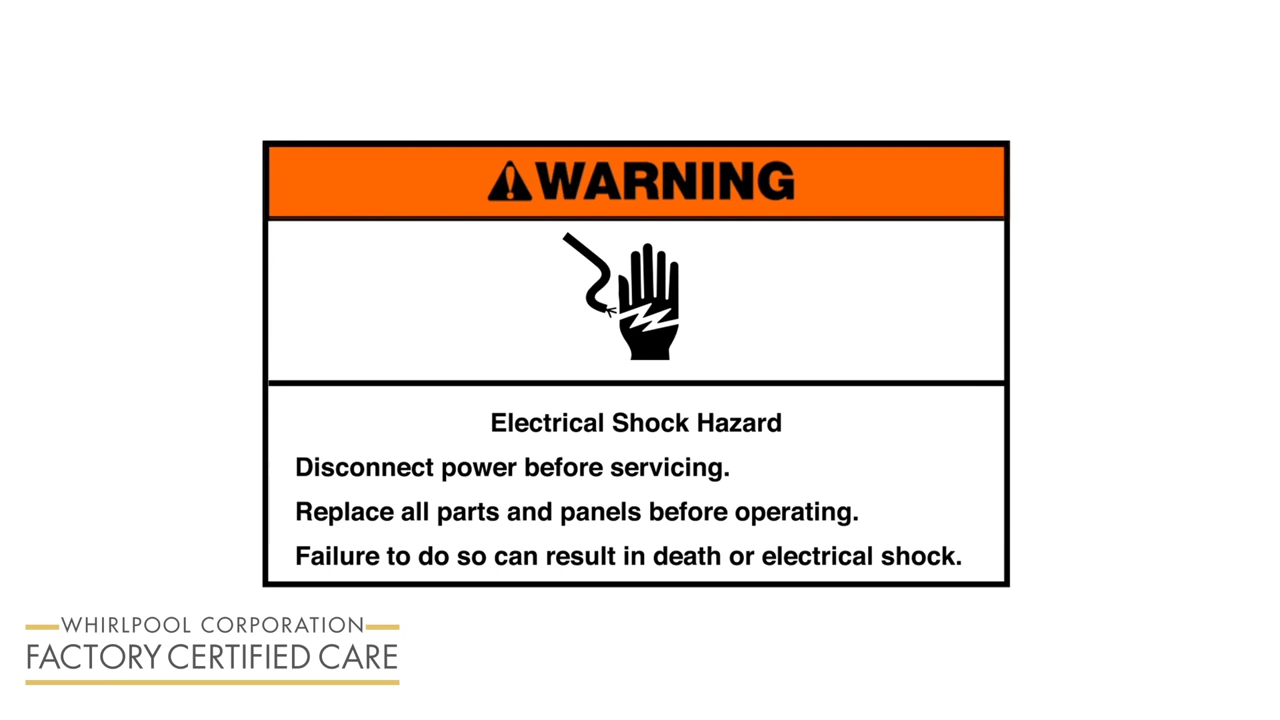 WARNING
Electrical Shock Hazard
Disconnect power before servicing.
Replace all parts and panels before operating.
Failure to do so can result in death or electrical shock.
WHIRLPOOL CORPORATION
FACTORY CERTIFIED CARE